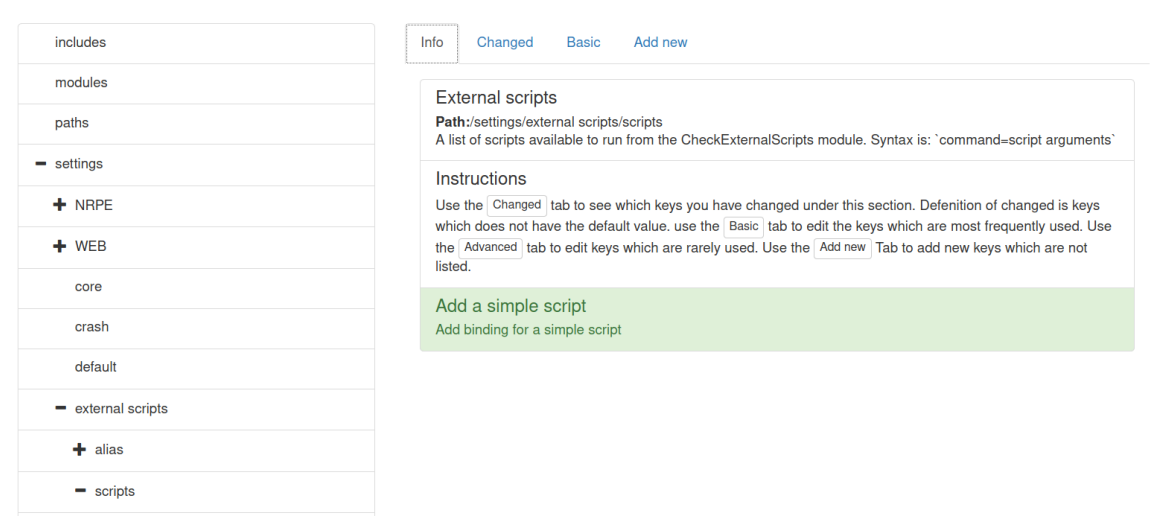 includes
modules
paths
settings
NRPE
WEB
core
crash
default
external scripts
alias
scripts
Info Changed Basic Add new
External scripts
Path:/settings/external scripts/scripts
A list of scripts available to run from the CheckExternalScripts module. Syntax is: `command=script arguments`
Instructions
Use the Changed tab to see which keys you have changed under this section. Defenition of changed is keys
which does not have the default value. use the Basic tab to edit the keys which are most frequently used. Use
the Advanced tab to edit keys which are rarely used. Use the Add new Tab to add new keys which are not
listed.
Add a simple script
Add binding for a simple script